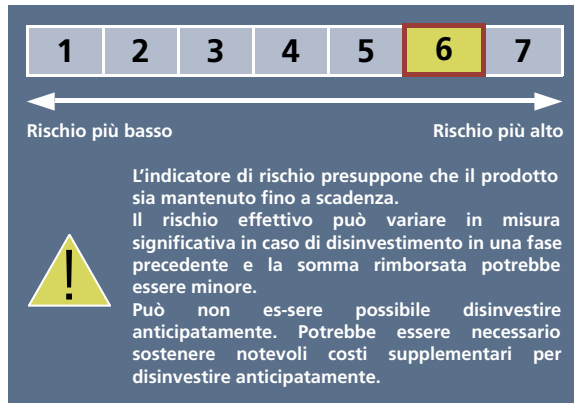 1 2 3 4 5 6 7
Rischio più basso Rischio più alto
L’indicatore di rischio presuppone che il prodotto
sia mantenuto fino a scadenza.
Il rischio effettivo può variare in misura
significativa in caso di disinvestimento in una fase
precedente e la somma rimborsata potrebbe
essere minore.
Può non es-sere possibile disinvestire
anticipatamente. Potrebbe essere necessario
sostenere notevoli costi supplementari per
disinvestire anticipatamente.
!